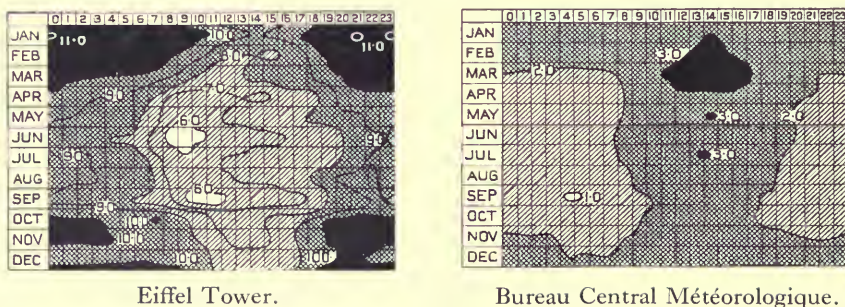 0 1 2 3 4 5 6 7 8 9 10 11 12 13 14 15 16 17 18 19 20 21 22 23
JAN
FEB
MAR
APR
MAY
JUN
JUL
AUG
SEP
OCT
NOV
DEC
11·0
10·0
11·0
8·0
7·0
9·0
6·0
9·0
9·0
6·0
9·0
10·0
10·0
10·0
10·0
Eiffel Tower.
0 1 2 3 4 5 6 7 8 9 10 11 12 13 14 15 16 17 18 19 20 21 22 23
JAN
FEB
MAR
APR
MAY
JUN
JUL
AUG
SEP
OCT
NOV
DEC
3·0
2·0
3·0
2·0
3·0
1·0
Bureau Central Météorologique.